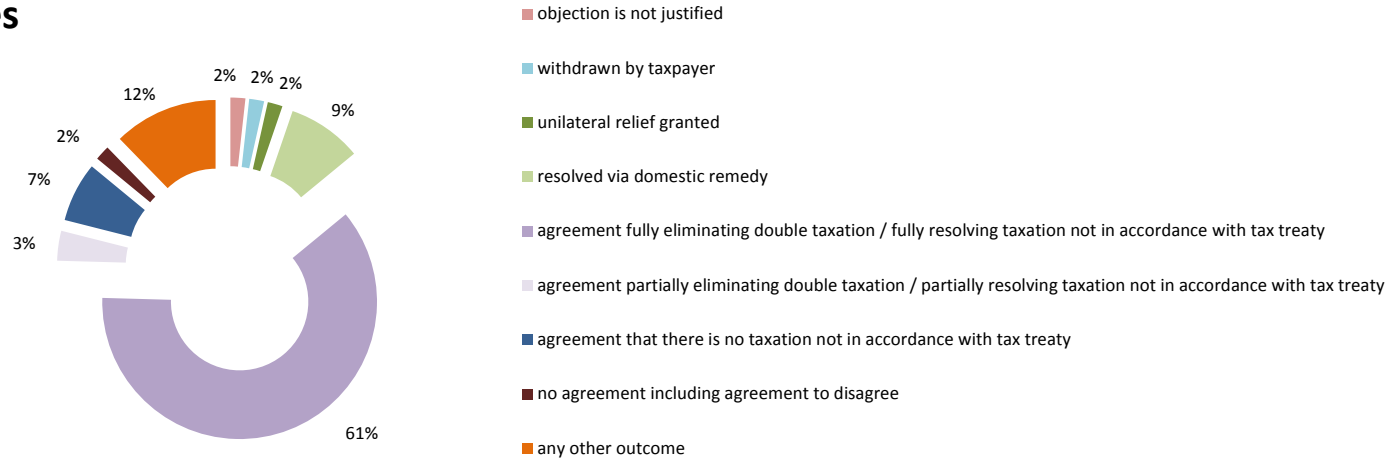 es
objection is not justified
withdrawn by taxpayer
unilateral relief granted
resolved via domestic remedy
agreement fully eliminating double taxation / fully resolving taxation not in accordance with tax treaty
agreement partially eliminating double taxation / partially resolving taxation not in accordance with tax treaty
agreement that there is no taxation not in accordance with tax treaty
no agreement including agreement to disagree
any other outcome
2%
2%
2%
9%
61%
3%
7%
2%
12%